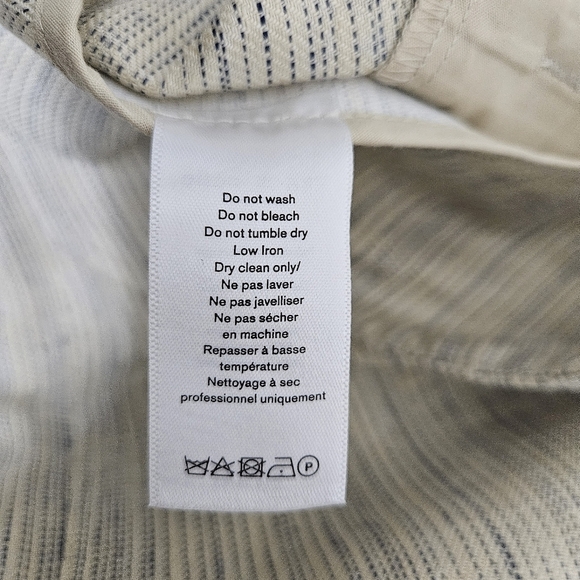 Do not wash
Do not bleach
Do not tumble dry
Low Iron
Dry clean only/
Ne pas laver
Ne pas javelliser
Ne pas sécher
en machine
Repasser à basse
température
Nettoyage à sec
professionnel uniquement
P